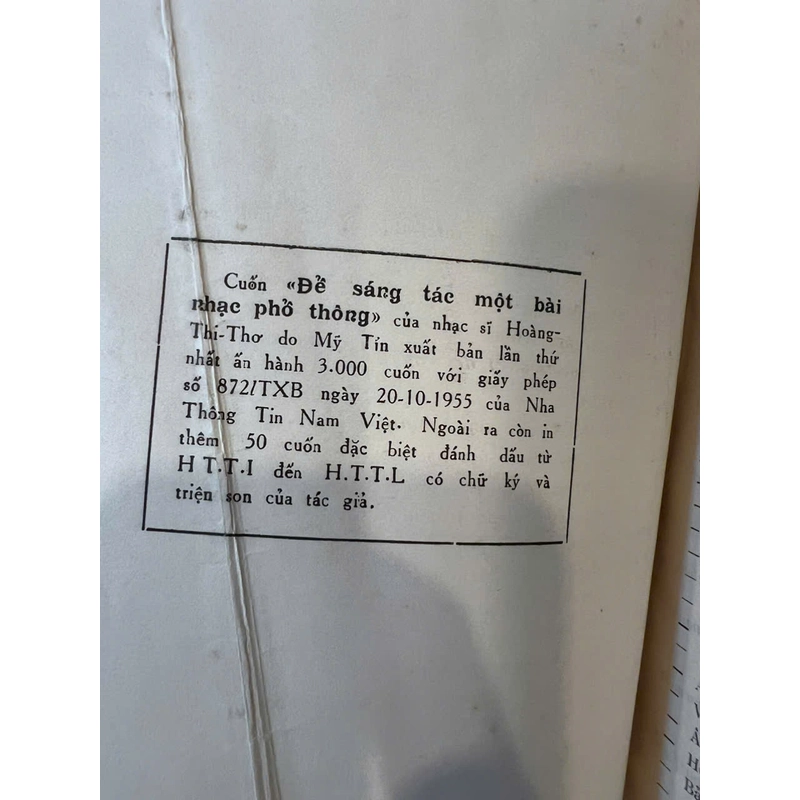 Cuốn «Để sáng tác một bài
nhạc phổ thông» của nhạc sĩ Hoàng-
Thi-Thơ do Mỹ Tín xuất bản lần thứ
nhất ấn hành 3.000 cuốn với giấy phép
số 872/TXB ngày 20-10-1955 của Nha
Thông Tin Nam Việt. Ngoài ra còn in
thêm 50 cuốn đặc biệt đánh dấu từ
H T.T.I đến H.T.T.L có chữ ký và
triện son của tác giả.